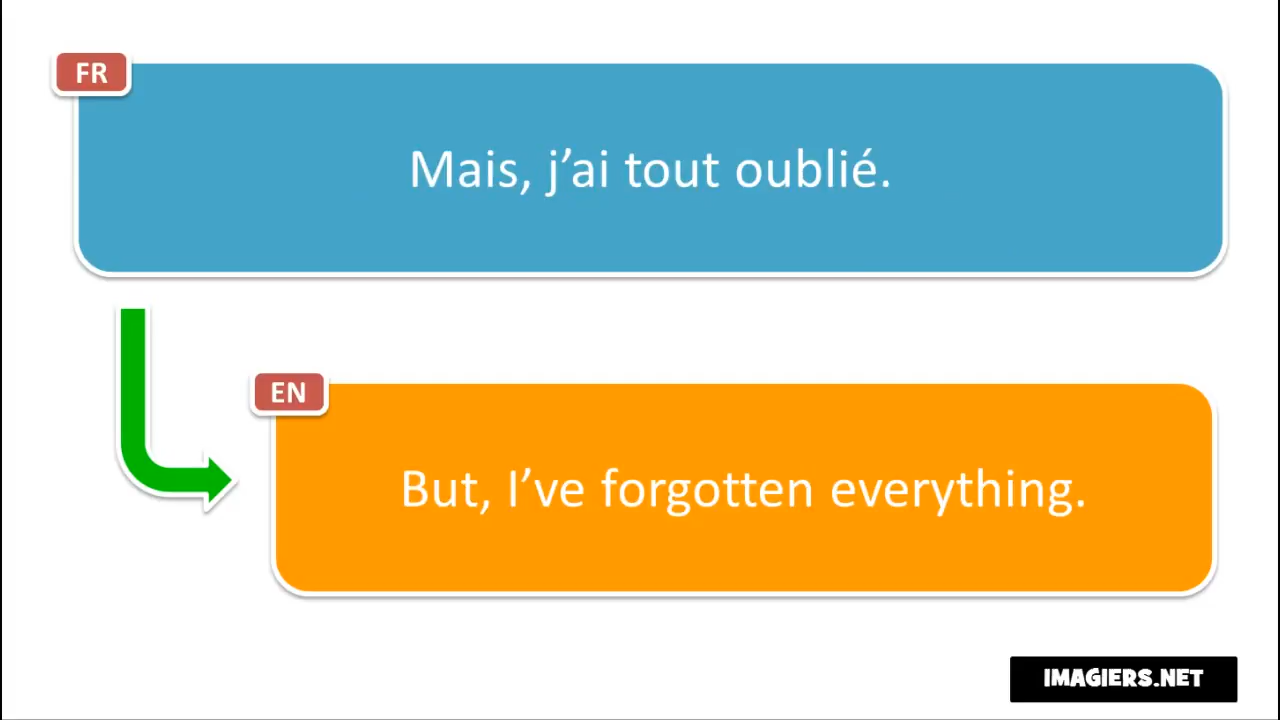 FR
Mais, j’ai tout oublié.
EN
But, I’ve forgotten everything.
IMAGIERS.NET